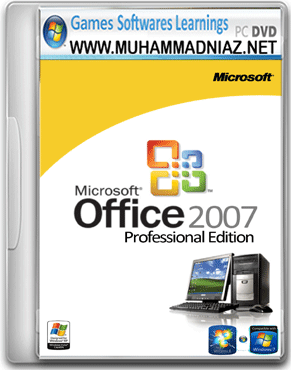 Games Softwares Learnings
PC DVD
WWW.MUHAMMADNIAZ.NET
Microsoft®
Microsoft®
Office 2007
Professional Edition